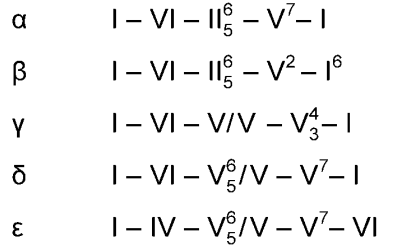 α I – VI – II⁶₅ – V⁷– I
β I – VI – II⁶₅ – V² – I⁶
γ I – VI – V/V – V⁴₃– I
δ I – VI – V⁶₅/V – V⁷– I
ε I – IV – V⁶₅/V – V⁷– VI